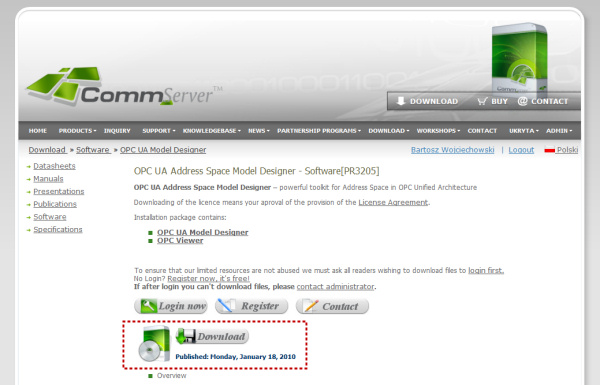 CommServer™
DOWNLOAD BUY @ CONTACT
HOME PRODUCTS INQUIRY SUPPORT KNOWLEDGEBASE NEWS PARTNERSHIP PROGRAMS DOWNLOAD WORKSHOPS CONTACT UKRYTA ADMIN
Download » Software » OPC UA Model Designer
Bartosz Wojciechowski | Logout Polski
Datasheets
Manuals
Presentations
Publications
Software
Specifications
OPC UA Address Space Model Designer - Software[PR3205]
OPC UA Address Space Model Designer – powerful toolkit for Address Space in OPC Unified Architecture
Downloading of the licence means your aproval of the provision of the License Agreement.
Installation package contains:
OPC UA Model Designer
OPC Viewer
To ensure that our limited resources are not abused we must ask all readers wishing to download files to login first.
No Login? Register now, it's free!
If after login you can't download files, please contact administrator.
Login now Register Contact
Download
Published: Monday, January 18, 2010
Overview